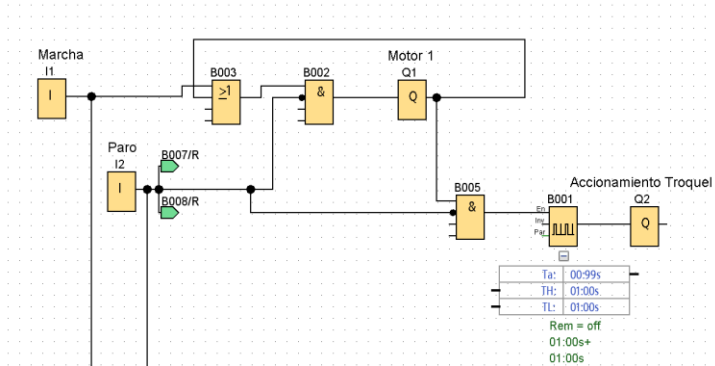 Marcha
I1
I
B003
≥1
B002
&
Motor 1
Q1
Q
Paro
I2
I
B007/R
B008/R
B005
&
Accionamiento Troquel
B001
En
Inv
Par
Q2
Q
Ta: 00:99s
TH: 01:00s
TL: 01:00s
Rem = off
01:00s+
01:00s